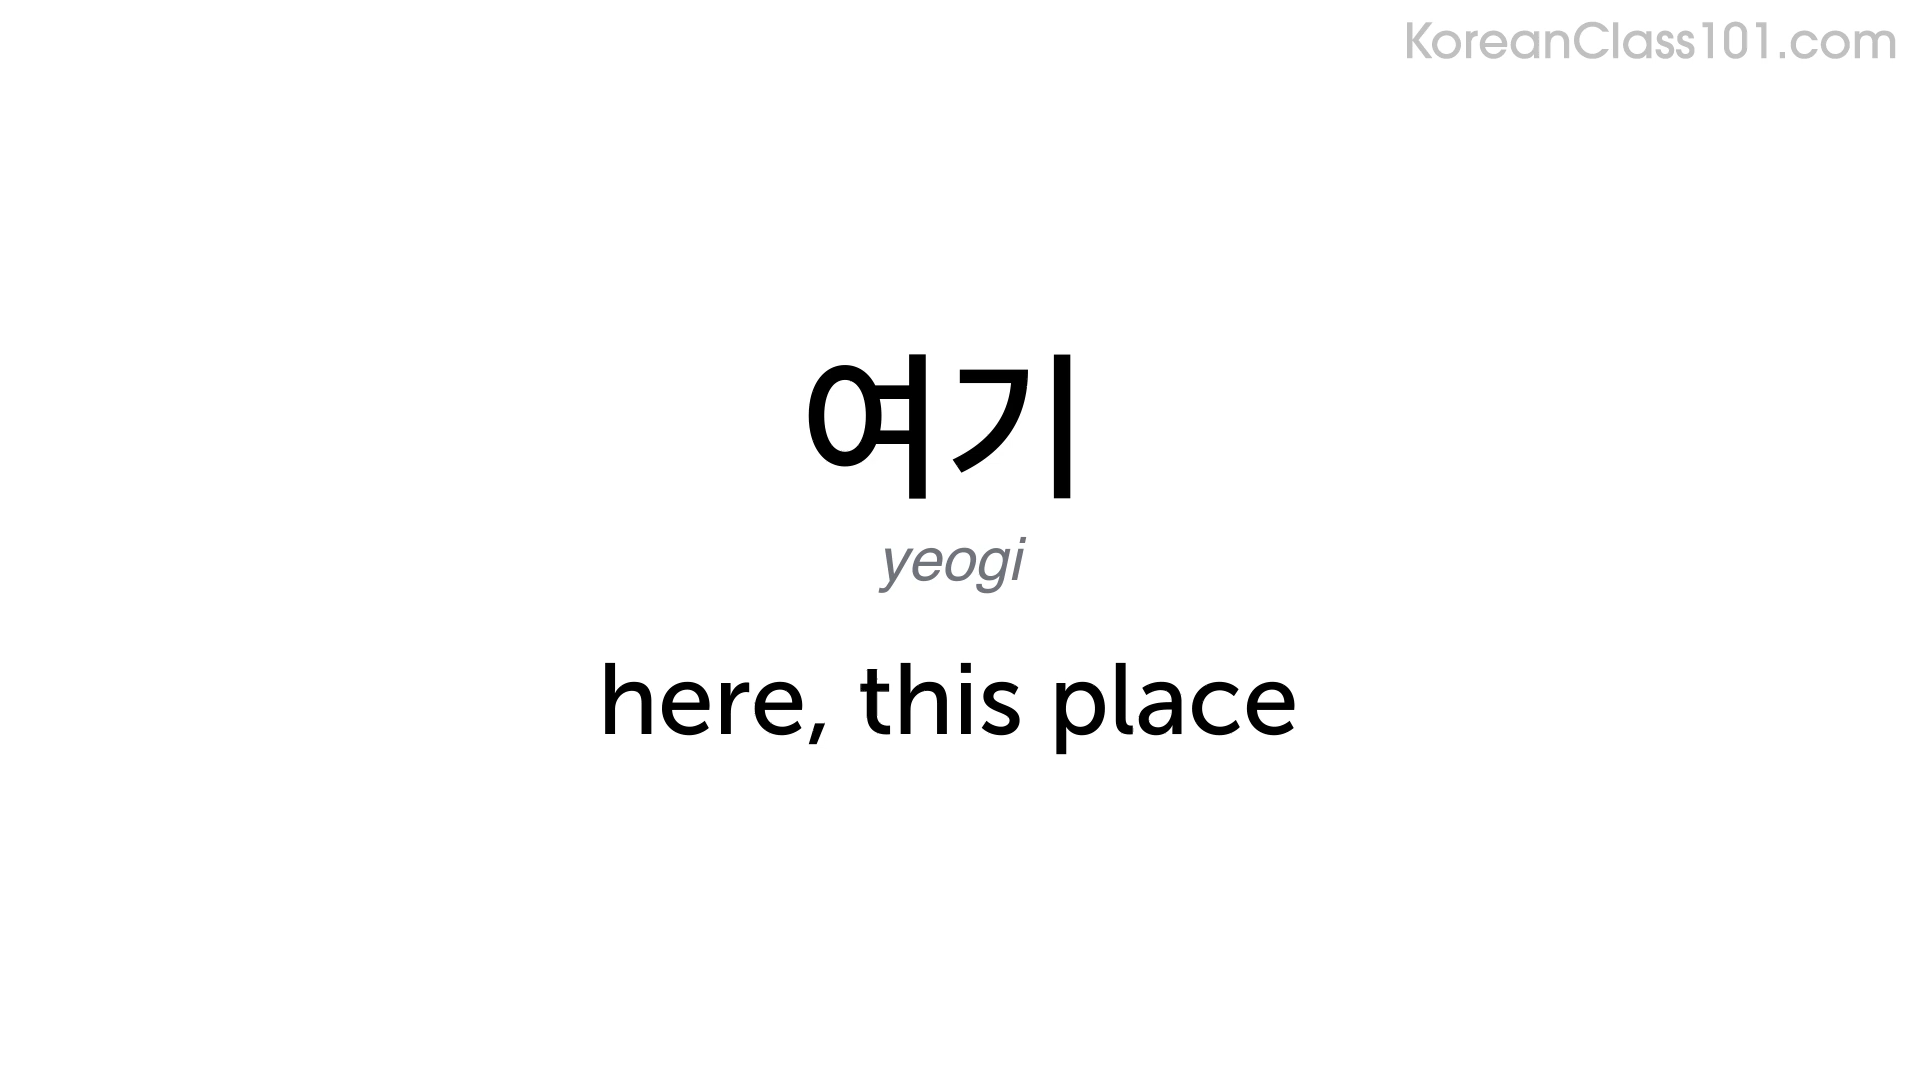 KoreanClass101.com
여기
yeogi
here, this place